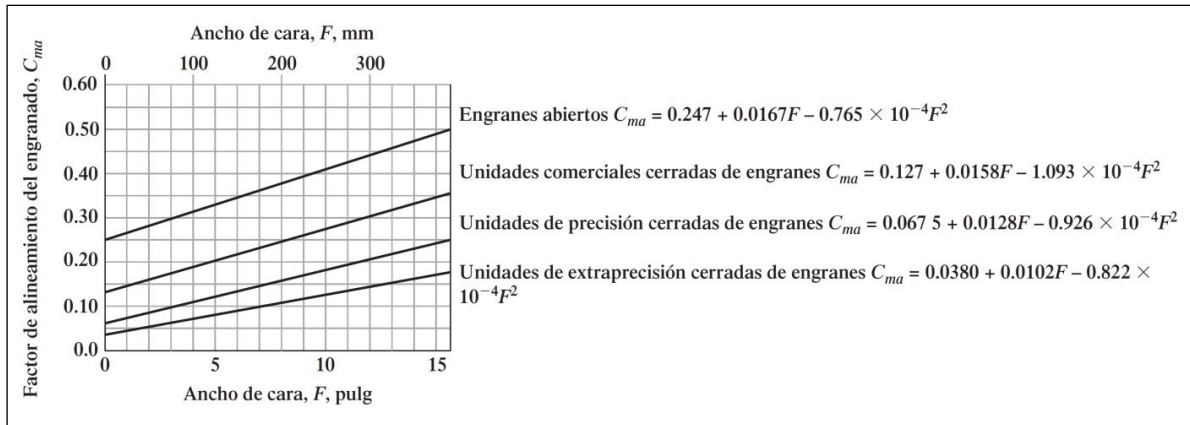 Ancho de cara, F, mm
0 100 200 300
Factor de alineamiento del engranado, Cma
0.60
0.50
0.40
0.30
0.20
0.10
0.0
0 5 10 15
Ancho de cara, F, pulg
Engranes abiertos Cma = 0.247 + 0.0167F – 0.765 × 10⁻⁴F²
Unidades comerciales cerradas de engranes Cma = 0.127 + 0.0158F – 1.093 × 10⁻⁴F²
Unidades de precisión cerradas de engranes Cma = 0.067 5 + 0.0128F – 0.926 × 10⁻⁴F²
Unidades de extraprecisión cerradas de engranes Cma = 0.0380 + 0.0102F – 0.822 ×
10⁻⁴F²